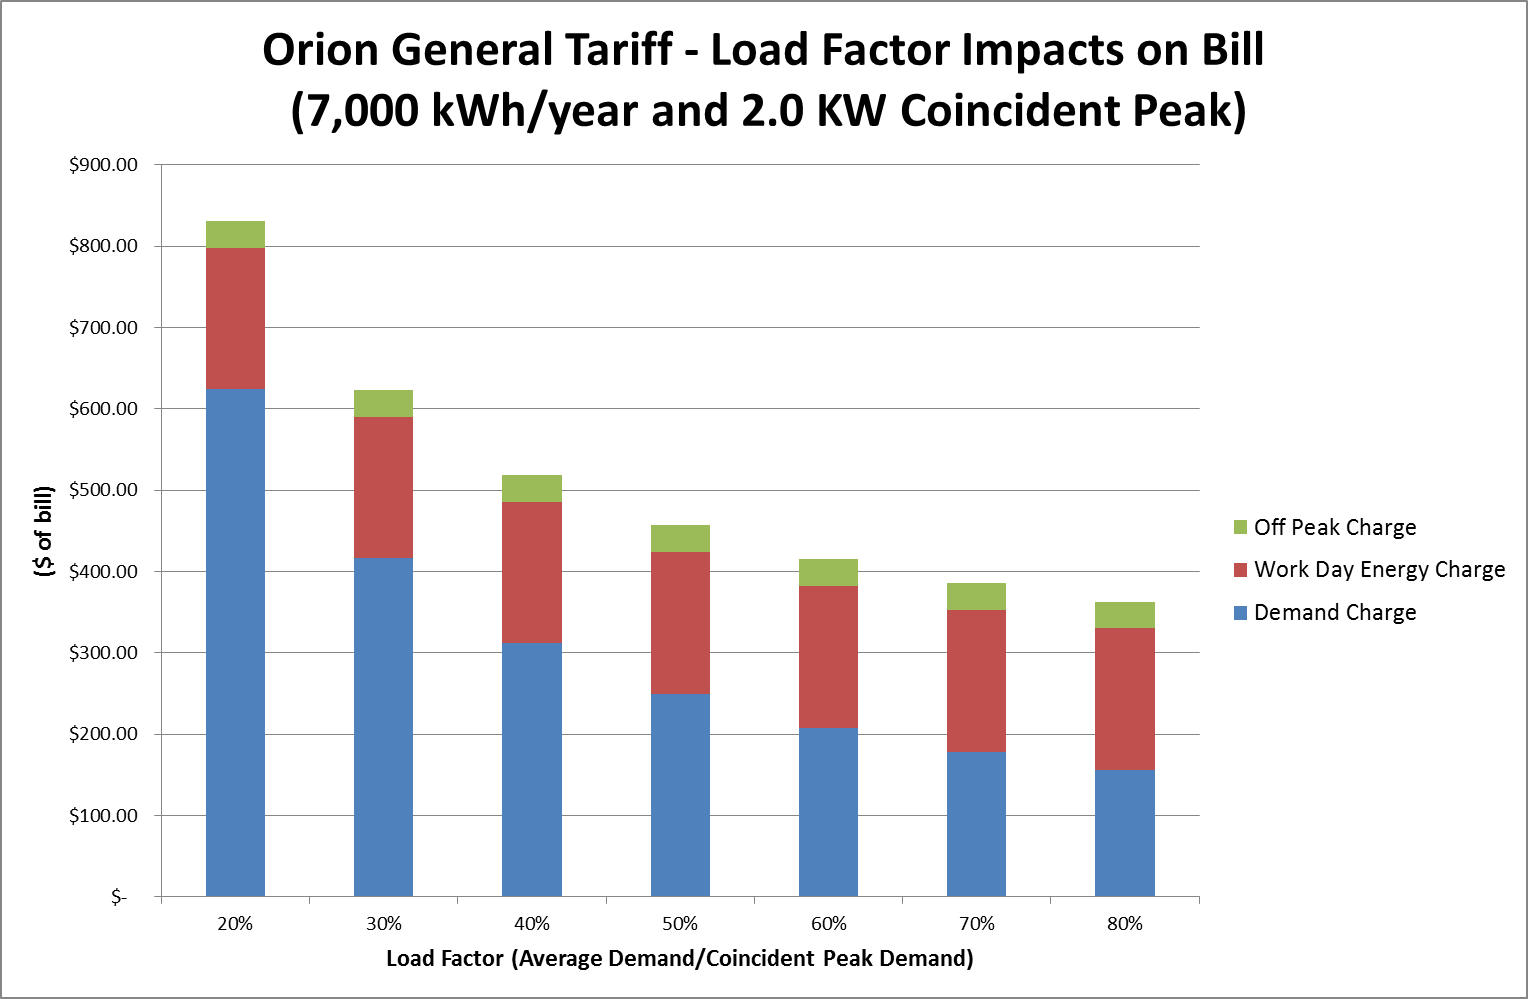 Orion General Tariff - Load Factor Impacts on Bill
(7,000 kWh/year and 2.0 KW Coincident Peak)
$900.00
$800.00
$700.00
$600.00
$500.00
$400.00
$300.00
$200.00
$100.00
$-
($ of bill)
20% 30% 40% 50% 60% 70% 80%
Load Factor (Average Demand/Coincident Peak Demand)
Off Peak Charge
Work Day Energy Charge
Demand Charge